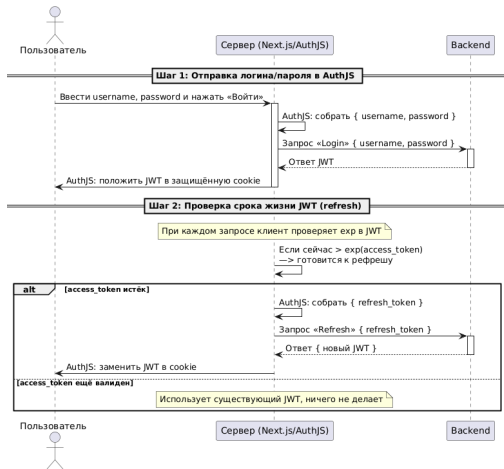 Пользователь
Сервер (Next.js/AuthJS)
Backend
Шаг 1: Отправка логина/пароля в AuthJS
Ввести username, password и нажать «Войти»
AuthJS: собрать { username, password }
Запрос «Login» { username, password }
Ответ JWT
AuthJS: положить JWT в защищённую cookie
Шаг 2: Проверка срока жизни JWT (refresh)
При каждом запросе клиент проверяет exp в JWT
Если сейчас > exp(access_token)
—> готовится к рефрешу
alt
[access_token истёк]
AuthJS: собрать { refresh_token }
Запрос «Refresh» { refresh_token }
Ответ { новый JWT }
AuthJS: заменить JWT в cookie
[access_token ещё валиден]
Использует существующий JWT, ничего не делает
Пользователь
Сервер (Next.js/AuthJS)
Backend